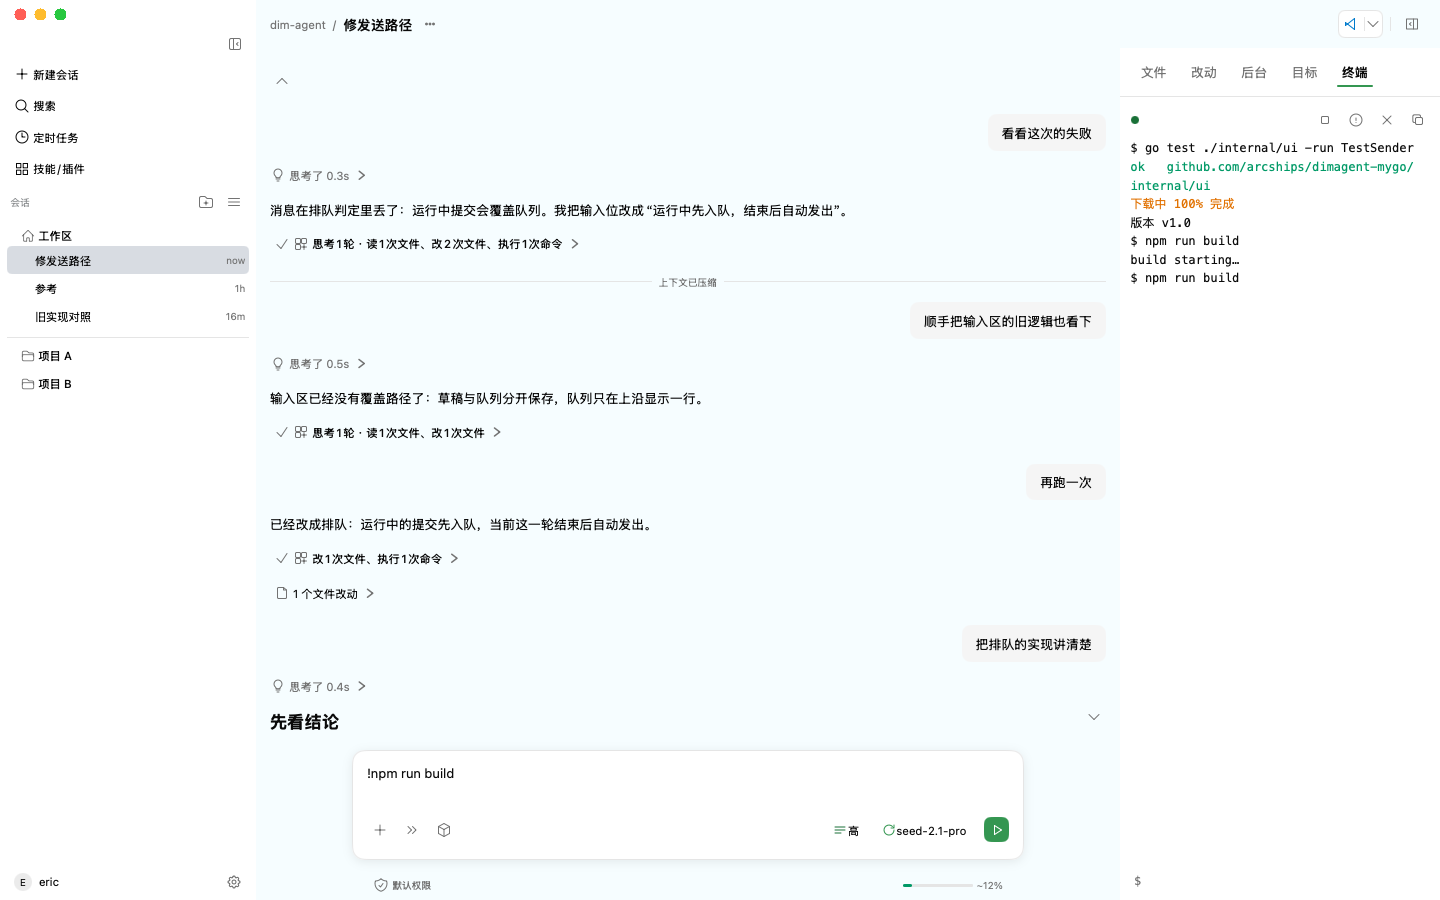 dim-agent / 修发送路径 ···
新建会话
搜索
定时任务
技能/插件
会话
工作区
修发送路径 now
参考 1h
旧实现对照 16m
项目 A
项目 B
E eric
看看这次的失败
思考了 0.3s
消息在排队判定里丢了：运行中提交会覆盖队列。我把输入位改成“运行中先入队，结束后自动发出”。
思考1轮 · 读1次文件、改2次文件、执行1次命令
上下文已压缩
顺手把输入区的旧逻辑也看下
思考了 0.5s
输入区已经没有覆盖路径了：草稿与队列分开保存，队列只在上沿显示一行。
思考1轮 · 读1次文件、改1次文件
再跑一次
已经改成排队：运行中的提交先入队，当前这一轮结束后自动发出。
改1次文件、执行1次命令
1 个文件改动
把排队的实现讲清楚
思考了 0.4s
先看结论
!npm run build
高 seed-2.1-pro
默认权限 ~12%
文件 改动 后台 目标 终端
$ go test ./internal/ui -run TestSender
ok github.com/arcships/dimagent-mygo/
internal/ui
下载中 100% 完成
版本 v1.0
$ npm run build
build starting…
$ npm run build
$